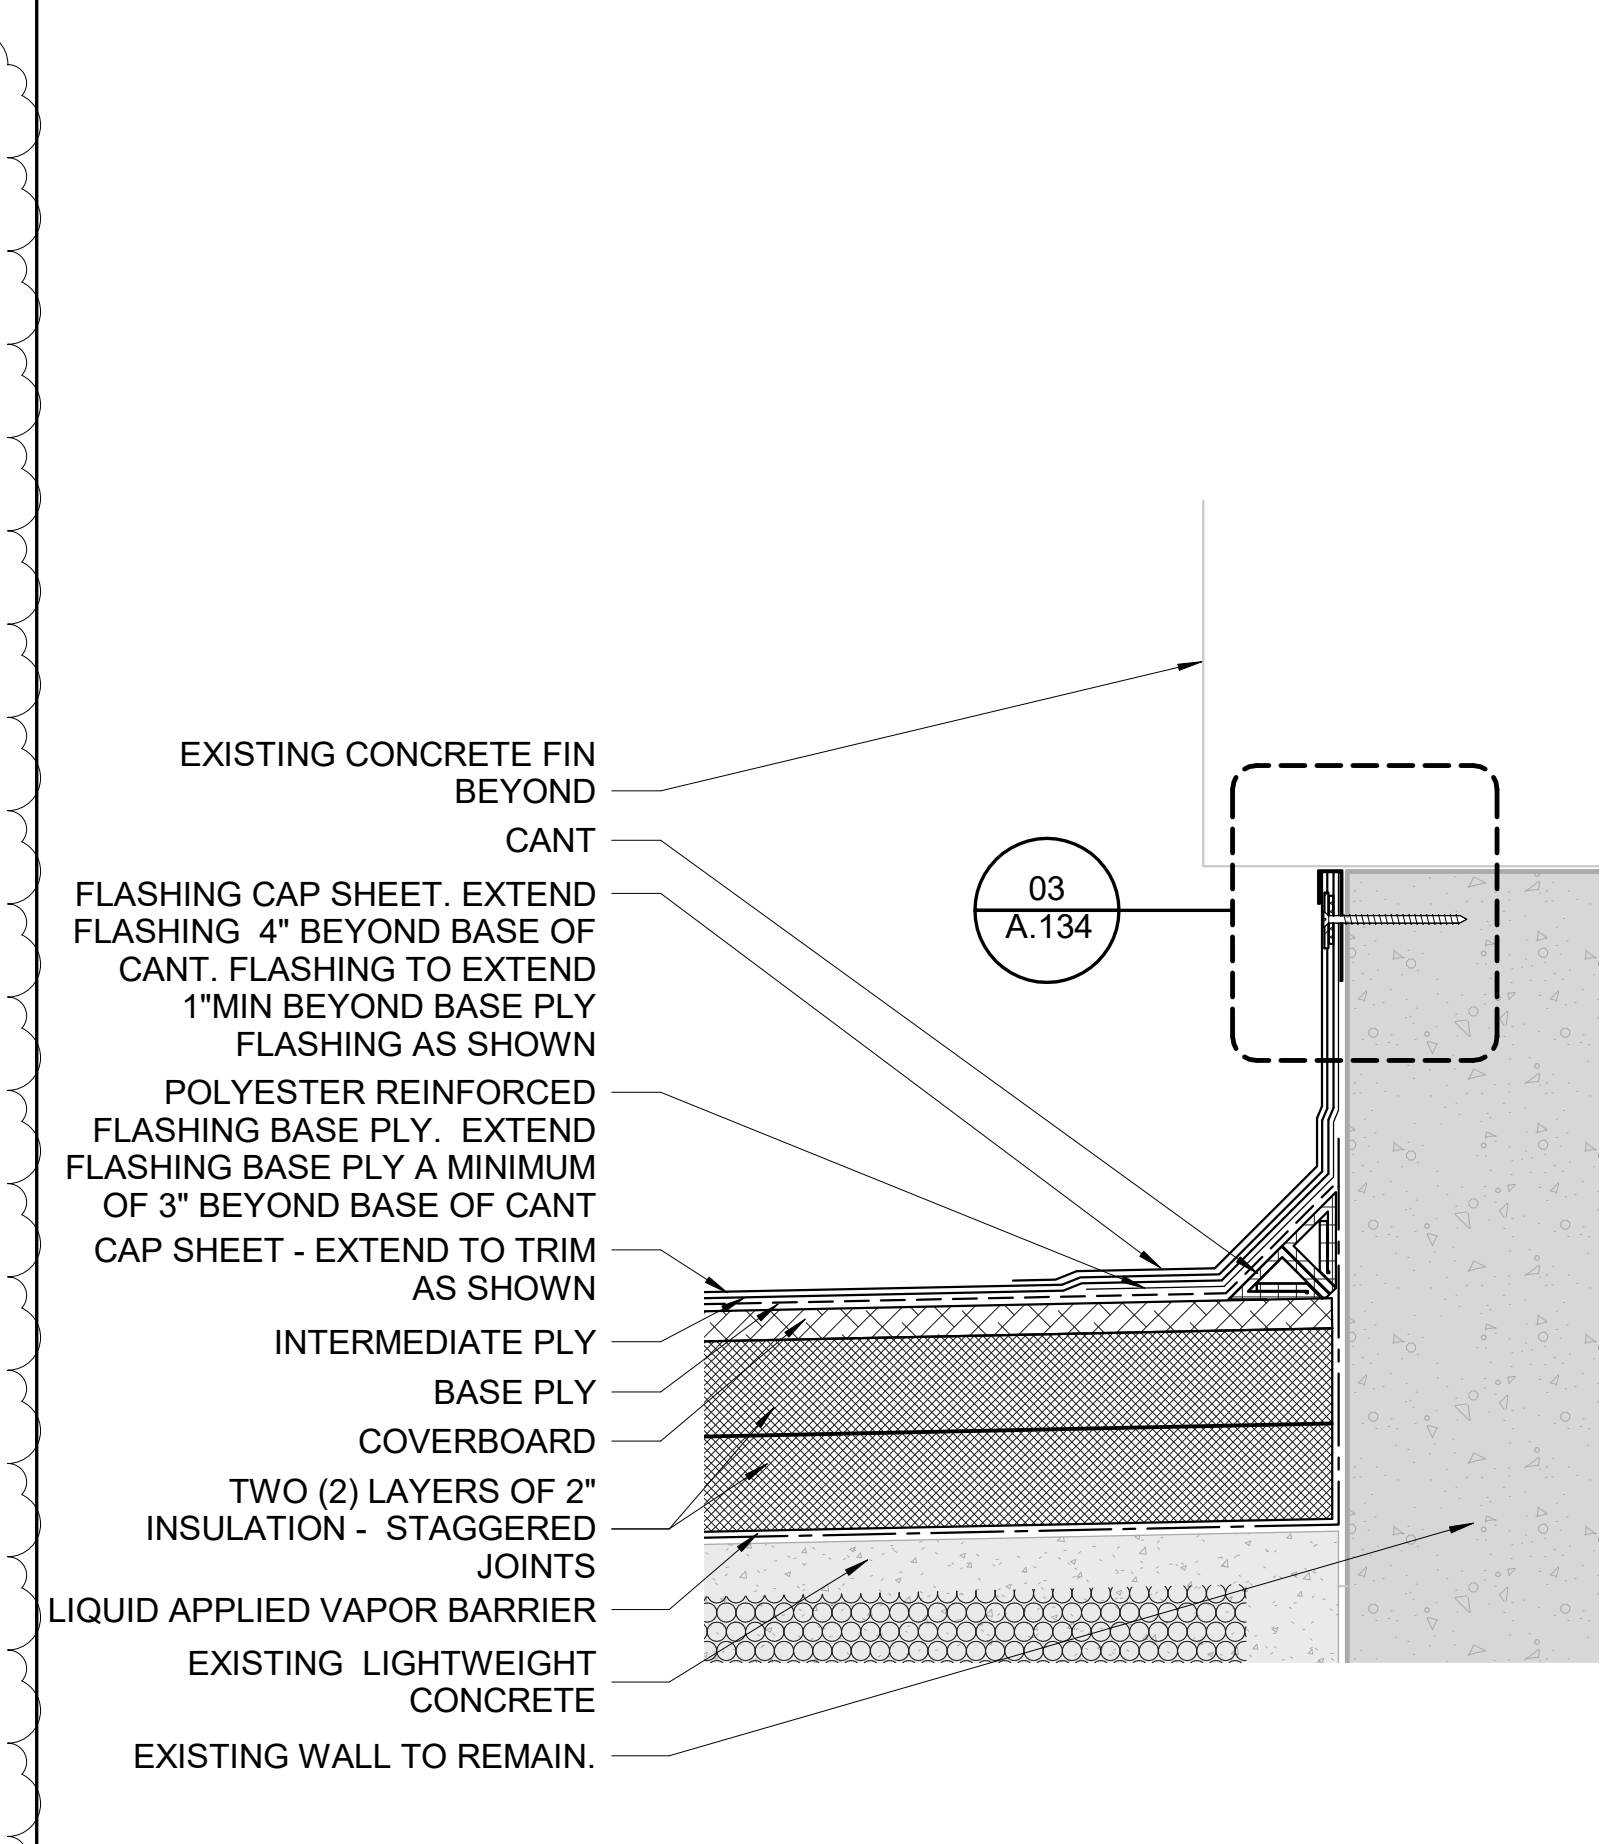 EXISTING CONCRETE FIN
BEYOND
CANT
FLASHING CAP SHEET. EXTEND
FLASHING  4" BEYOND BASE OF
CANT. FLASHING TO EXTEND
1"MIN BEYOND BASE PLY
FLASHING AS SHOWN
POLYESTER REINFORCED
FLASHING BASE PLY.  EXTEND
FLASHING BASE PLY A MINIMUM
OF 3" BEYOND BASE OF CANT
CAP SHEET - EXTEND TO TRIM
AS SHOWN
INTERMEDIATE PLY
BASE PLY
COVERBOARD
TWO (2) LAYERS OF 2"
INSULATION -  STAGGERED
JOINTS
LIQUID APPLIED VAPOR BARRIER
EXISTING  LIGHTWEIGHT
CONCRETE
EXISTING WALL TO REMAIN.
03
A.134